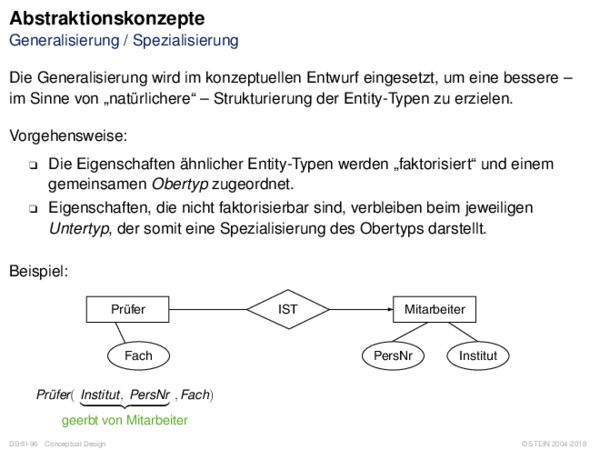 Abstraktionskonzepte
Generalisierung / Spezialisierung
Die Generalisierung wird im konzeptuellen Entwurf eingesetzt, um eine bessere –
im Sinne von „natürlichere“ – Strukturierung der Entity-Typen zu erzielen.
Vorgehensweise:
❑ Die Eigenschaften ähnlicher Entity-Typen werden „faktorisiert“ und einem
gemeinsamen Obertyp zugeordnet.
❑ Eigenschaften, die nicht faktorisierbar sind, verbleiben beim jeweiligen
Untertyp, der somit eine Spezialisierung des Obertyps darstellt.
Beispiel:
Prüfer IST Mitarbeiter
Fach PersNr Institut
Prüfer( Institut, PersNr , Fach)
geerbt von Mitarbeiter
DB:III-96 Conceptual Design © STEIN 2004-2018